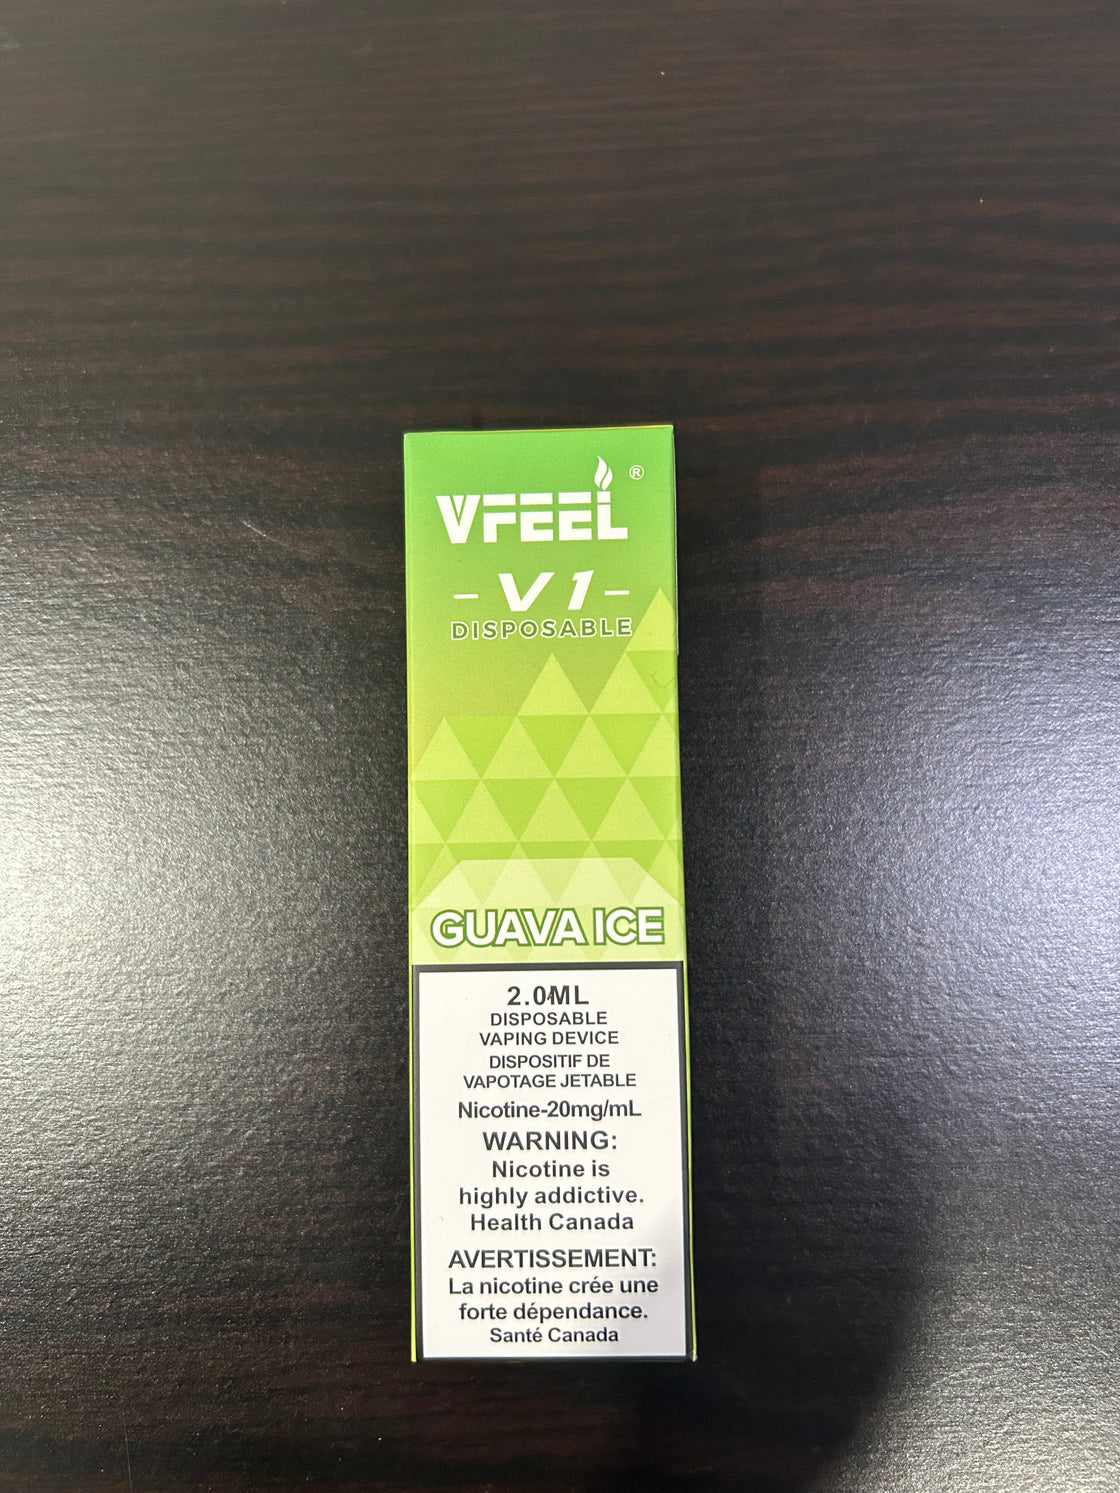 VFEEL ®
- V1 -
DISPOSABLE
GUAVA ICE
2.0ML
DISPOSABLE
VAPING DEVICE
DISPOSITIF DE
VAPOTAGE JETABLE
Nicotine-20mg/mL
WARNING:
Nicotine is
highly addictive.
Health Canada
AVERTISSEMENT:
La nicotine crée une
forte dépendance.
Santé Canada